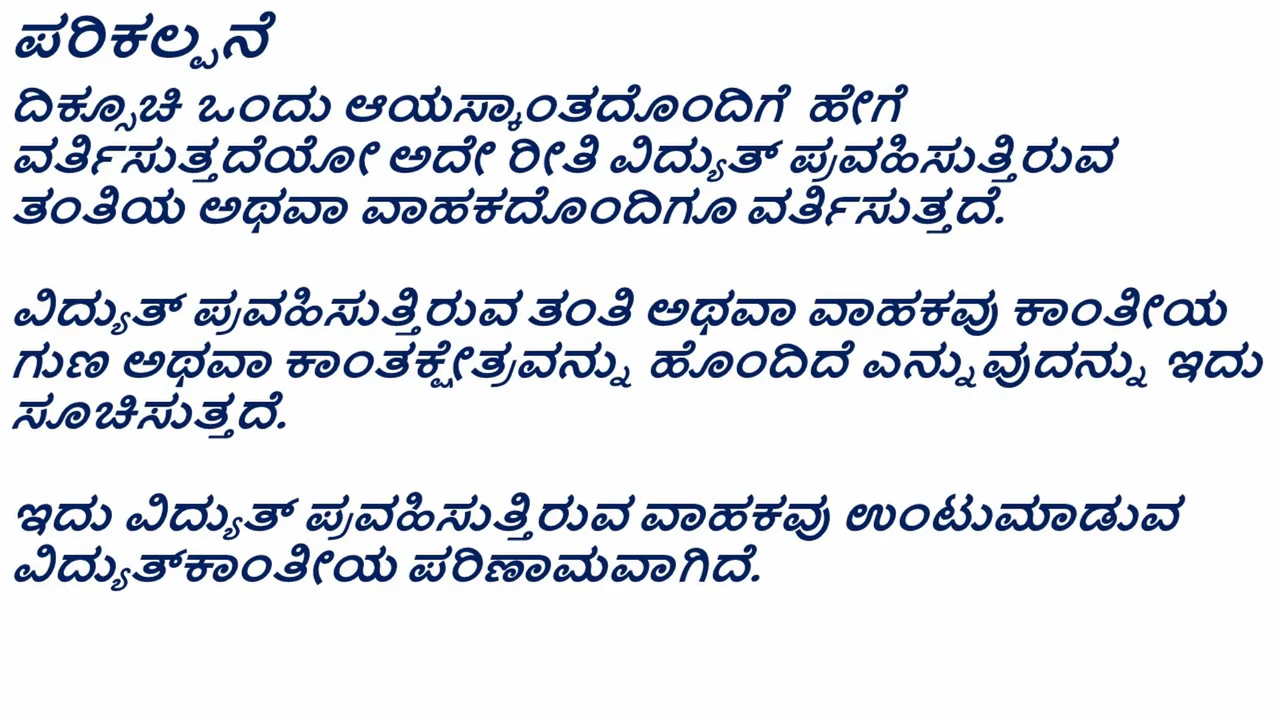 ಪರಿಕಲ್ಪನೆ
ದಿಕ್ಸೂಚಿ ಒಂದು ಆಯಸ್ಕಾಂತದೊಂದಿಗೆ ಹೇಗೆ
ವರ್ತಿಸುತ್ತದೆಯೋ ಅದೇ ರೀತಿ ವಿದ್ಯುತ್ ಪ್ರವಹಿಸುತ್ತಿರುವ
ತಂತಿಯ ಅಥವಾ ವಾಹಕದೊಂದಿಗೂ ವರ್ತಿಸುತ್ತದೆ.
ವಿದ್ಯುತ್ ಪ್ರವಹಿಸುತ್ತಿರುವ ತಂತಿ ಅಥವಾ ವಾಹಕವು ಕಾಂತೀಯ
ಗುಣ ಅಥವಾ ಕಾಂತಕ್ಷೇತ್ರವನ್ನು ಹೊಂದಿದೆ ಎನ್ನುವುದನ್ನು ಇದು
ಸೂಚಿಸುತ್ತದೆ.
ಇದು ವಿದ್ಯುತ್ ಪ್ರವಹಿಸುತ್ತಿರುವ ವಾಹಕವು ಉಂಟುಮಾಡುವ
ವಿದ್ಯುತ್‌ಕಾಂತೀಯ ಪರಿಣಾಮವಾಗಿದೆ.